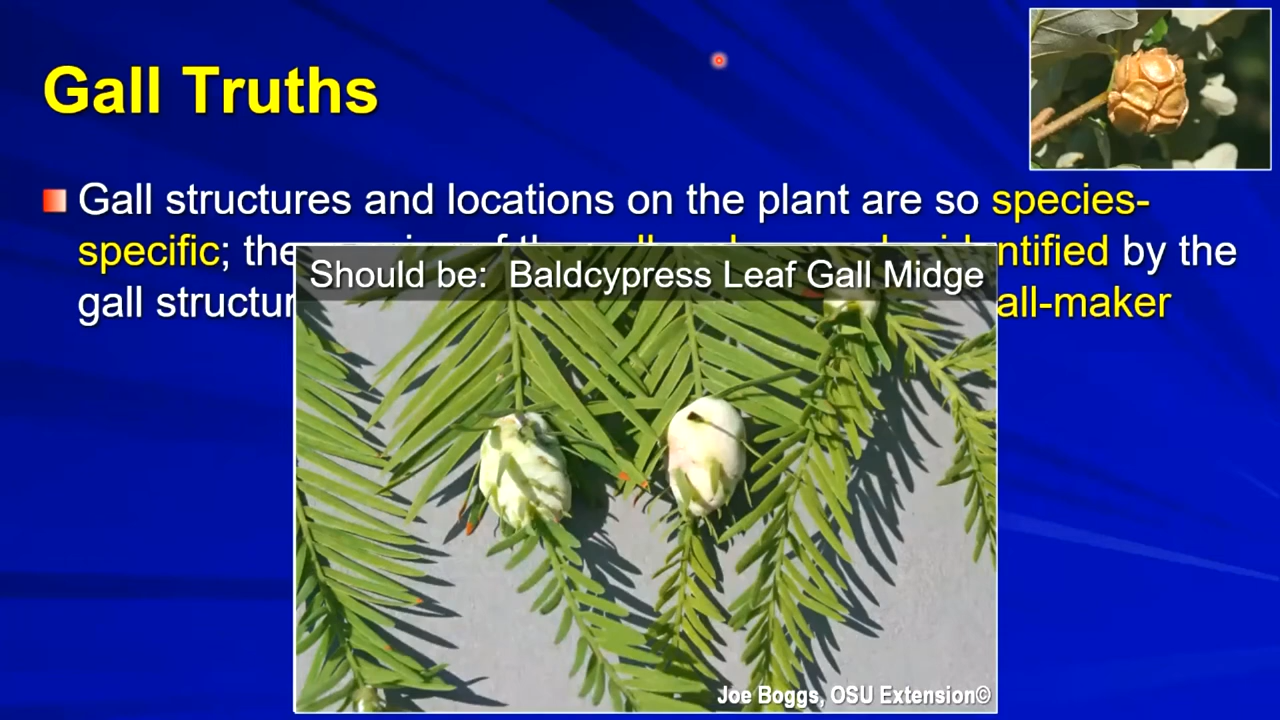 Gall Truths
Gall structures and locations on the plant are so species-
specific; the identified by the
gall structur all-maker
Should be: Baldcypress Leaf Gall Midge
Joe Boggs, OSU Extension©